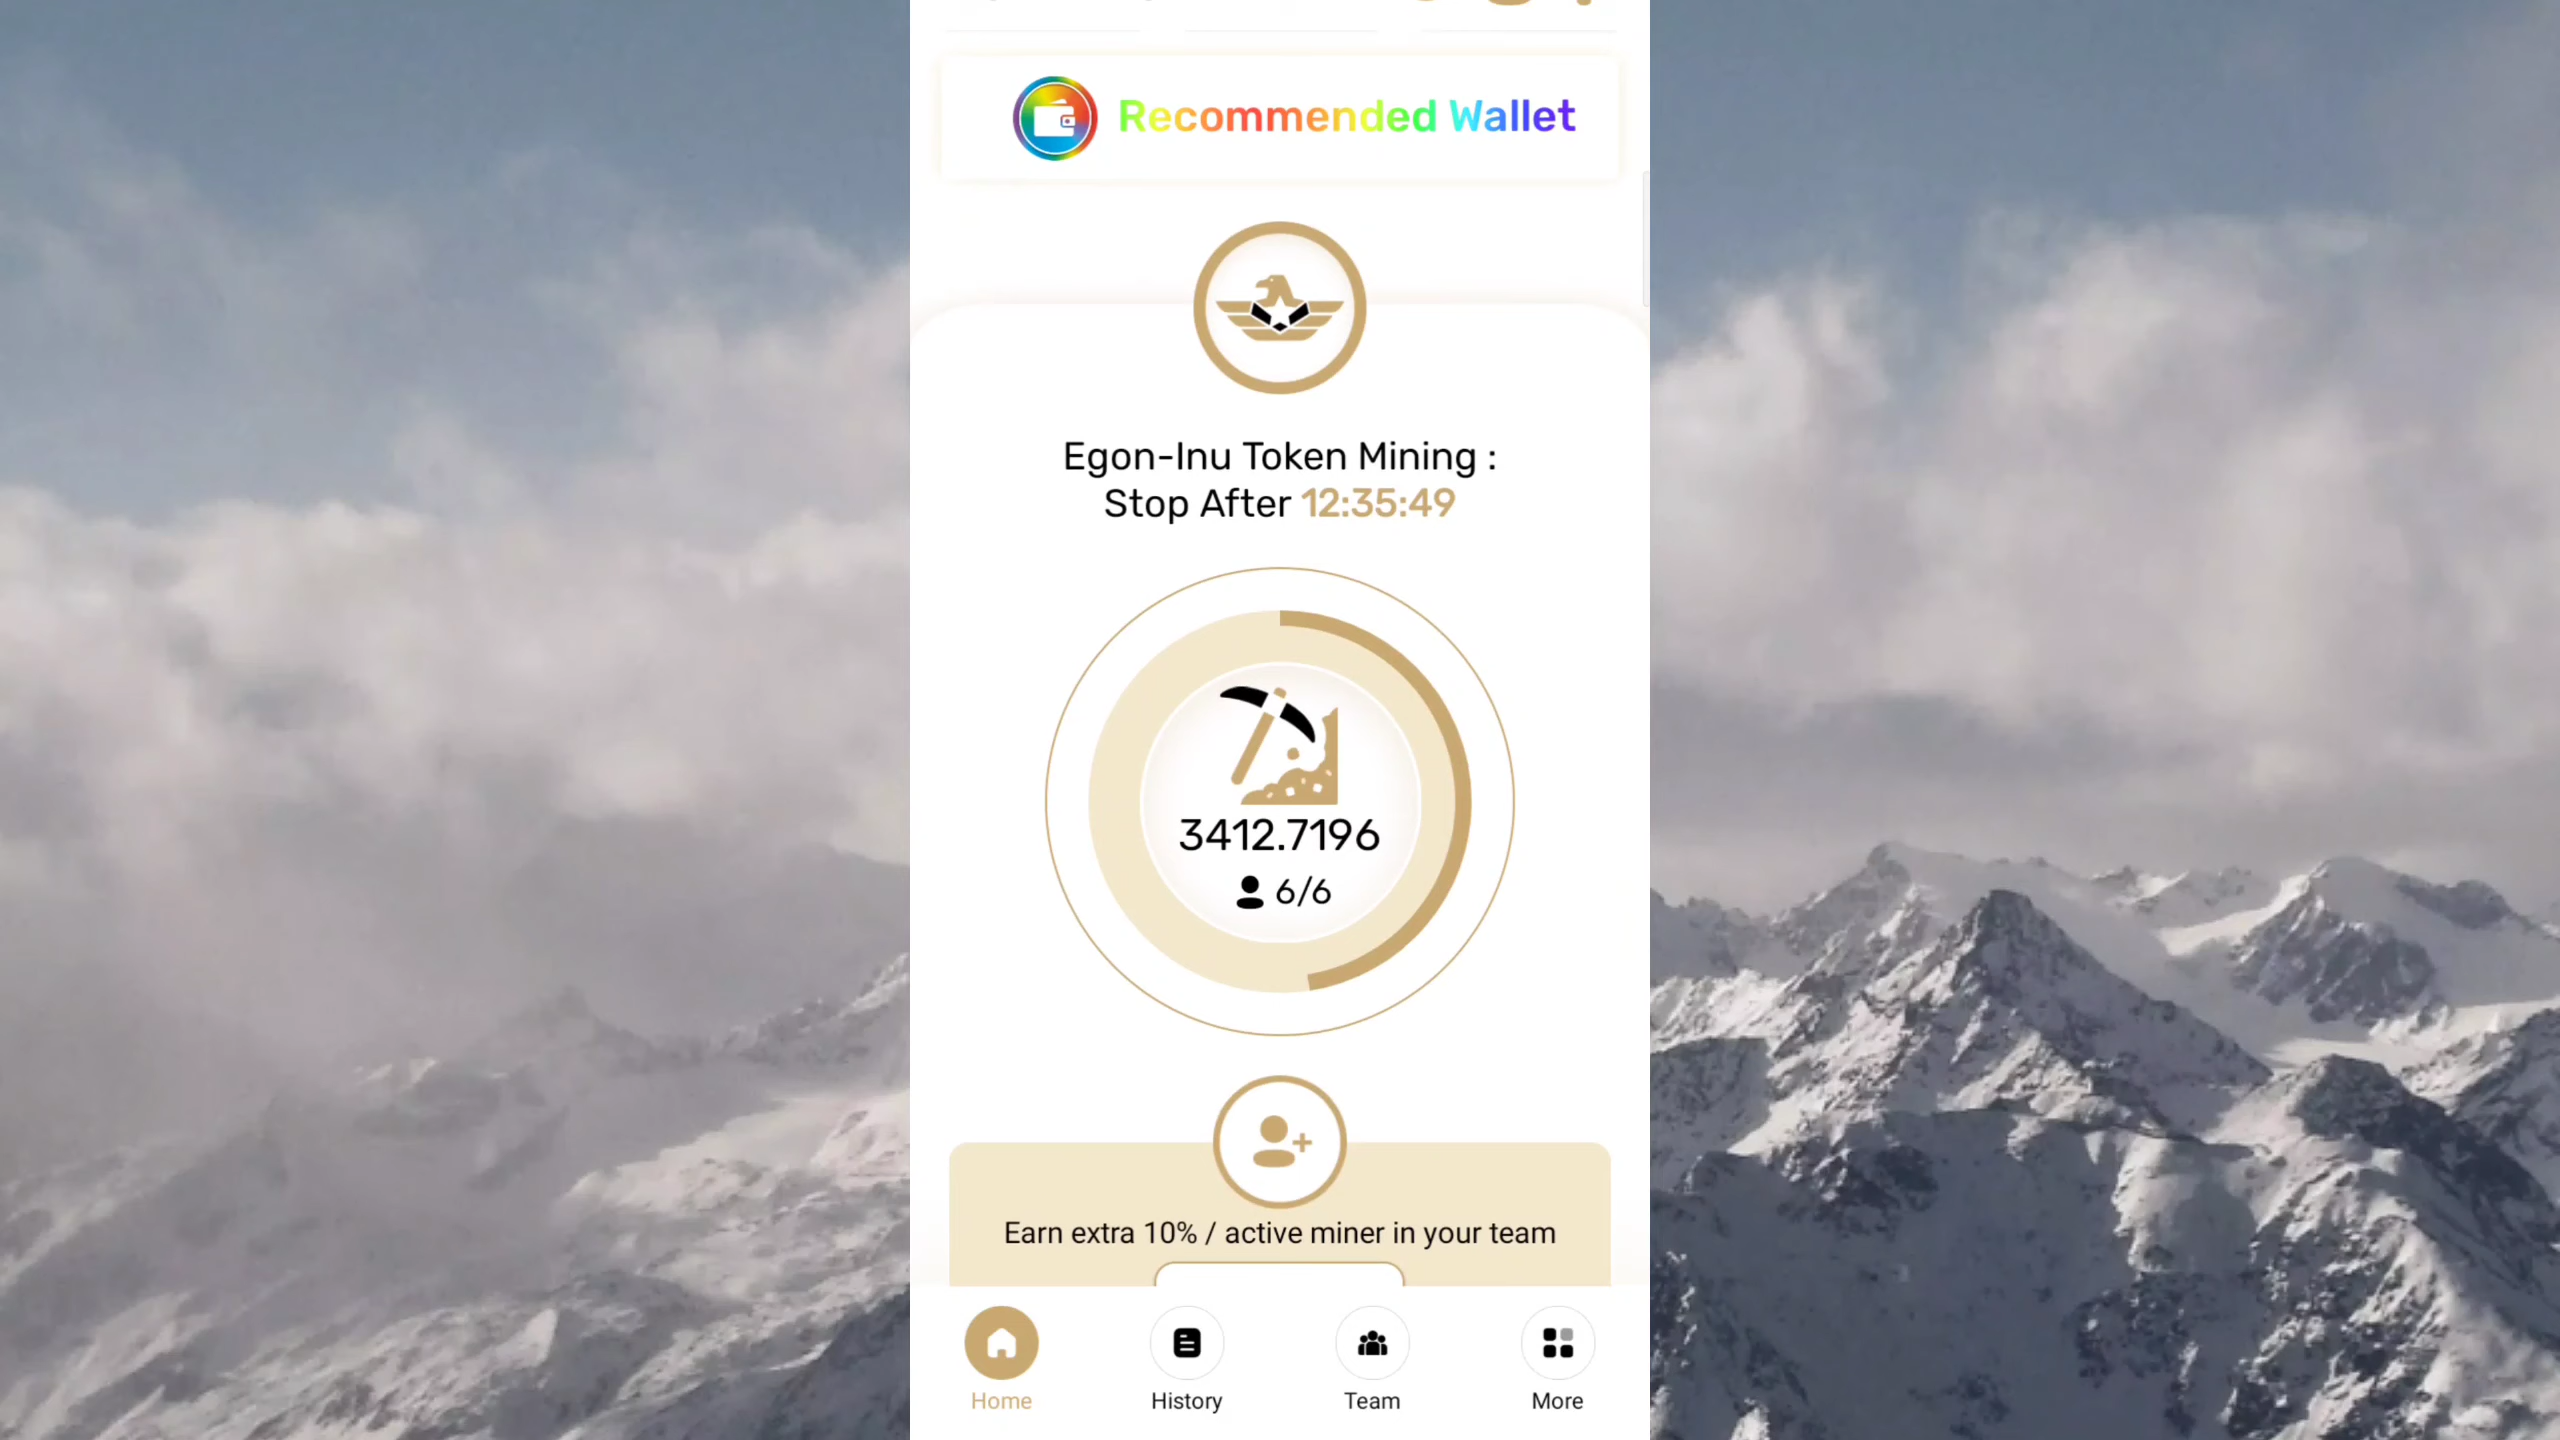 Recommended Wallet
Egon-Inu Token Mining :
Stop After 12:35:49
3412.7196
6/6
Earn extra 10% / active miner in your team
Home
History
Team
More